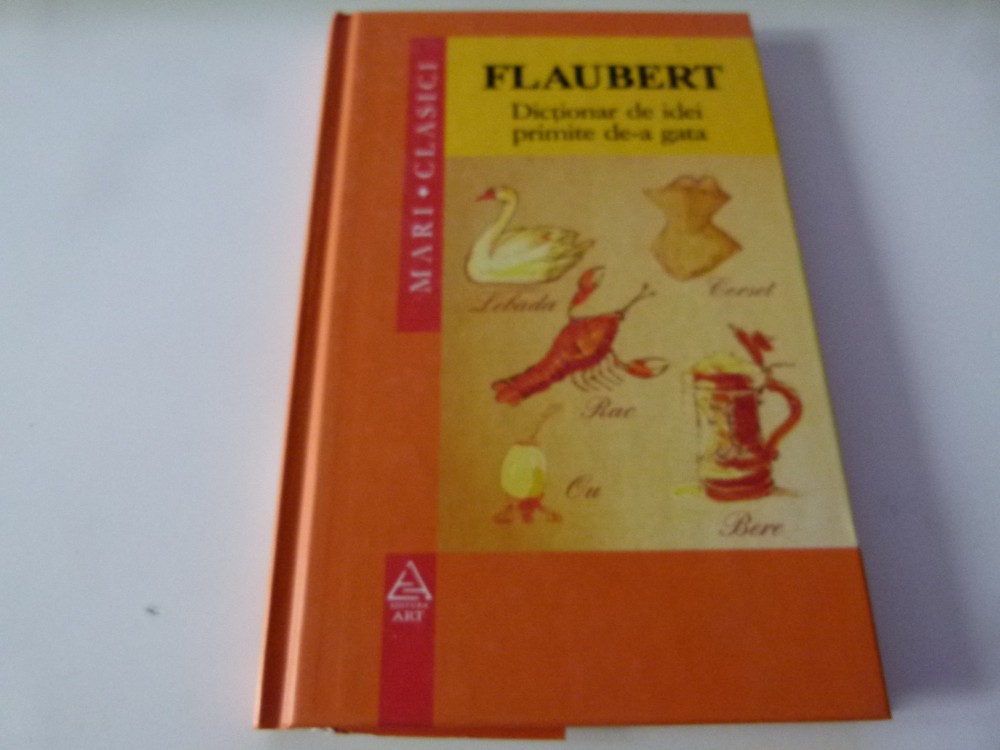 FLAUBERT
Dicționar de idei
primite de-a gata
MARI • CLASICI
Lebada
Corset
Rac
Ou
Bere
EDITURA
ART